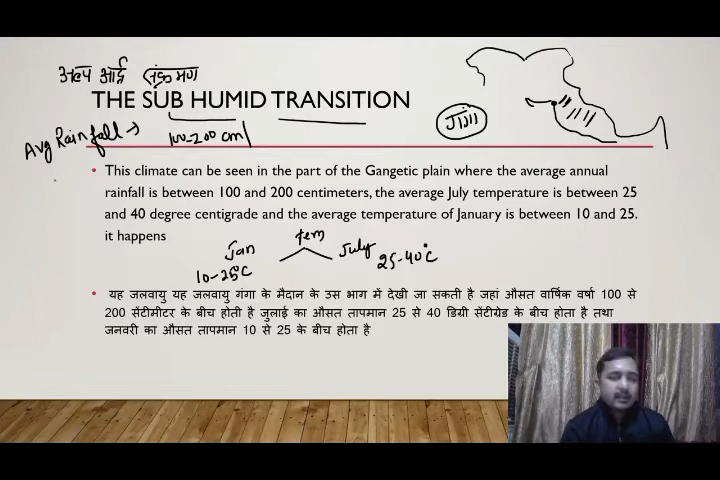 अल्प आर्द्र संक्रमण
THE SUB HUMID TRANSITION
Avg Rainfall → 100-200 cm
• This climate can be seen in the part of the Gangetic plain where the average annual
rainfall is between 100 and 200 centimeters, the average July temperature is between 25
and 40 degree centigrade and the average temperature of January is between 10 and 25.
it happens
tem
Jan July 25-40°C
10-25°C
• यह जलवायु यह जलवायु गंगा के मैदान के उस भाग में देखी जा सकती है जहां औसत वार्षिक वर्षा 100 से
200 सेंटीमीटर के बीच होती है जुलाई का औसत तापमान 25 से 40 डिग्री सेंटीग्रेड के बीच होता है तथा
जनवरी का औसत तापमान 10 से 25 के बीच होता है